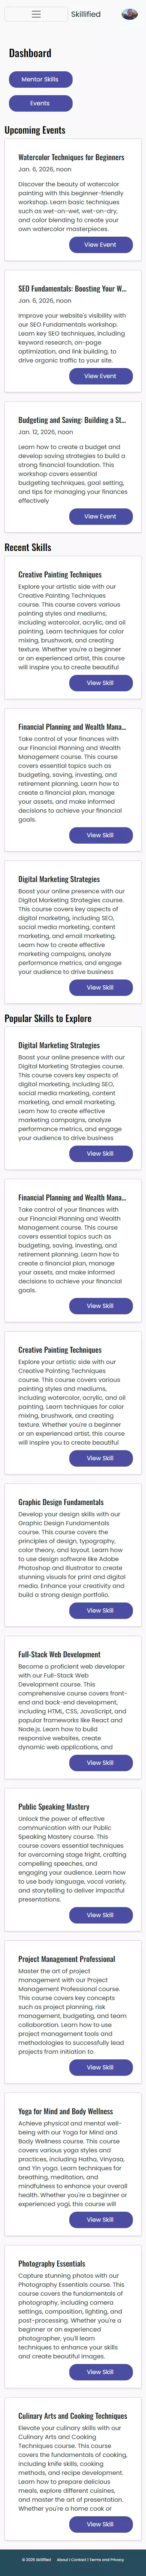 Skillified
Dashboard
Mentor Skills
Events
Upcoming Events
Watercolor Techniques for Beginners
Jan. 6, 2026, noon
Discover the beauty of watercolor
painting with this beginner-friendly
workshop. Learn basic techniques
such as wet-on-wet, wet-on-dry,
and color blending to create your
own watercolor masterpieces.
View Event
SEO Fundamentals: Boosting Your W...
Jan. 6, 2026, noon
Improve your website's visibility with
our SEO Fundamentals workshop.
Learn key SEO techniques, including
keyword research, on-page
optimization, and link building, to
drive organic traffic to your site.
View Event
Budgeting and Saving: Building a St...
Jan. 12, 2026, noon
Learn how to create a budget and
develop saving strategies to build a
strong financial foundation. This
workshop covers essential
budgeting techniques, goal setting,
and tips for managing your finances
effectively
View Event
Recent Skills
Creative Painting Techniques
Explore your artistic side with our
Creative Painting Techniques
course. This course covers various
painting styles and mediums,
including watercolor, acrylic, and oil
painting. Learn techniques for color
mixing, brushwork, and creating
texture. Whether you're a beginner
or an experienced artist, this course
will inspire you to create beautiful
View Skill
Financial Planning and Wealth Mana...
Take control of your finances with
our Financial Planning and Wealth
Management course. This course
covers essential topics such as
budgeting, saving, investing, and
retirement planning. Learn how to
create a financial plan, manage
your assets, and make informed
decisions to achieve your financial
goals.
View Skill
Digital Marketing Strategies
Boost your online presence with our
Digital Marketing Strategies course.
This course covers key aspects of
digital marketing, including SEO,
social media marketing, content
marketing, and email marketing.
Learn how to create effective
marketing campaigns, analyze
performance metrics, and engage
your audience to drive business
View Skill
Popular Skills to Explore
Digital Marketing Strategies
Boost your online presence with our
Digital Marketing Strategies course.
This course covers key aspects of
digital marketing, including SEO,
social media marketing, content
marketing, and email marketing.
Learn how to create effective
marketing campaigns, analyze
performance metrics, and engage
your audience to drive business
View Skill
Financial Planning and Wealth Mana...
Take control of your finances with
our Financial Planning and Wealth
Management course. This course
covers essential topics such as
budgeting, saving, investing, and
retirement planning. Learn how to
create a financial plan, manage
your assets, and make informed
decisions to achieve your financial
goals.
View Skill
Creative Painting Techniques
Explore your artistic side with our
Creative Painting Techniques
course. This course covers various
painting styles and mediums,
including watercolor, acrylic, and oil
painting. Learn techniques for color
mixing, brushwork, and creating
texture. Whether you're a beginner
or an experienced artist, this course
will inspire you to create beautiful
View Skill
Graphic Design Fundamentals
Develop your design skills with our
Graphic Design Fundamentals
course. This course covers the
principles of design, typography,
color theory, and layout. Learn how
to use design software like Adobe
Photoshop and Illustrator to create
stunning visuals for print and digital
media. Enhance your creativity and
build a strong design portfolio.
View Skill
Full-Stack Web Development
Become a proficient web developer
with our Full-Stack Web
Development course. This
comprehensive course covers front-
end and back-end development,
including HTML, CSS, JavaScript, and
popular frameworks like React and
Node.js. Learn how to build
responsive websites, create
dynamic web applications, and
View Skill
Public Speaking Mastery
Unlock the power of effective
communication with our Public
Speaking Mastery course. This
course covers essential techniques
for overcoming stage fright, crafting
compelling speeches, and
engaging your audience. Learn how
to use body language, vocal variety,
and storytelling to deliver impactful
presentations.
View Skill
Project Management Professional
Master the art of project
management with our Project
Management Professional course.
This course covers key concepts
such as project planning, risk
management, budgeting, and team
collaboration. Learn how to use
project management tools and
methodologies to successfully lead
projects from initiation to
View Skill
Yoga for Mind and Body Wellness
Achieve physical and mental well-
being with our Yoga for Mind and
Body Wellness course. This course
covers various yoga styles and
practices, including Hatha, Vinyasa,
and Yin yoga. Learn techniques for
breathing, meditation, and
mindfulness to enhance your overall
health. Whether you're a beginner or
experienced yogi, this course will
View Skill
Photography Essentials
Capture stunning photos with our
Photography Essentials course. This
course covers the fundamentals of
photography, including camera
settings, composition, lighting, and
post-processing. Whether you're a
beginner or an experienced
photographer, you'll learn
techniques to enhance your skills
and create beautiful images.
View Skill
Culinary Arts and Cooking Techniques
Elevate your culinary skills with our
Culinary Arts and Cooking
Techniques course. This course
covers the fundamentals of cooking,
including knife skills, cooking
methods, and recipe development.
Learn how to prepare delicious
meals, explore different cuisines,
and master the art of presentation.
Whether you're a home cook or
View Skill
© 2025 Skillified About | Contact | Terms and Privacy